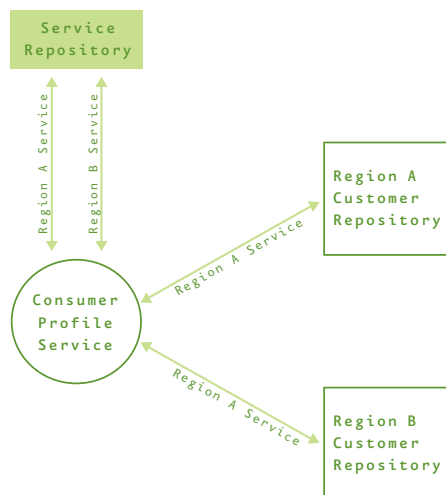 Service
Repository
Region A Service
Region B Service
Region A
Customer
Repository
Region A Service
Consumer
Profile
Service
Region A Service
Region B
Customer
Repository